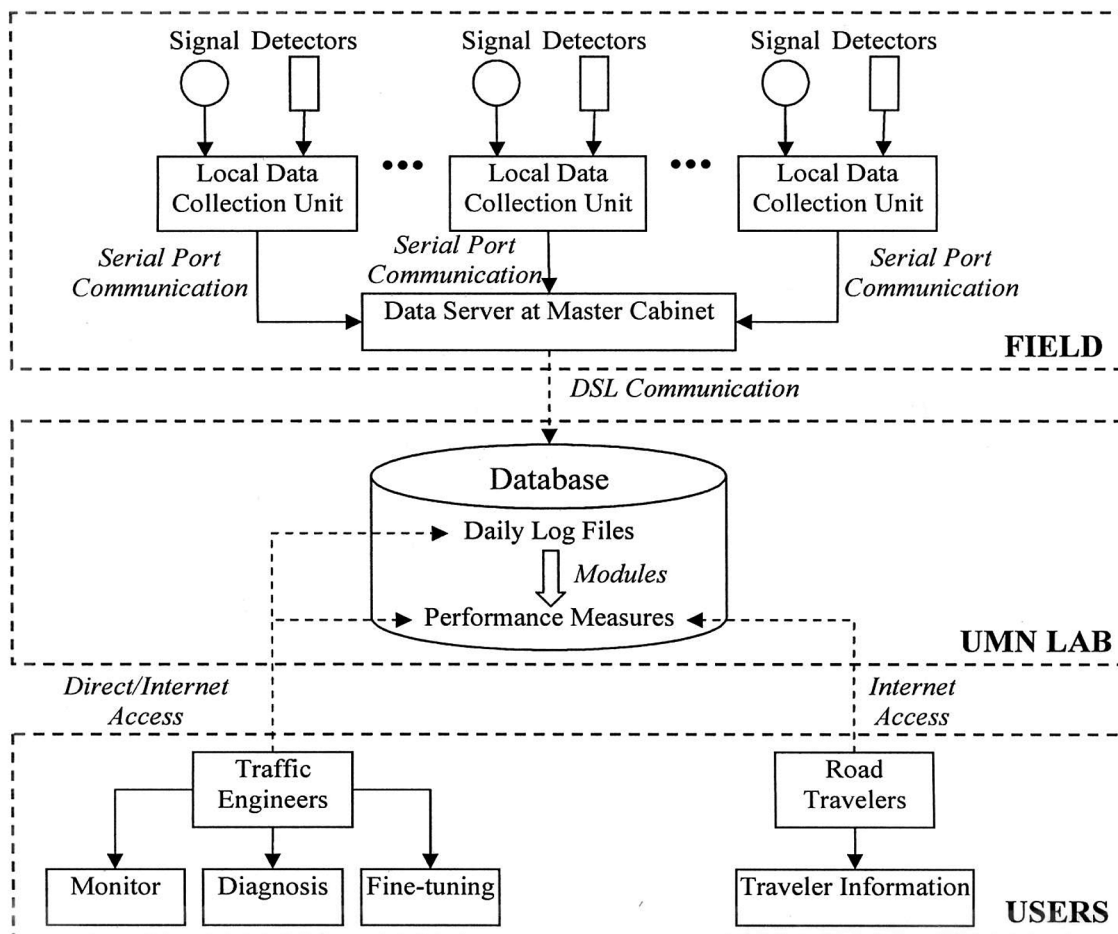 Signal Detectors
Signal Detectors
Signal Detectors
Local Data
Collection Unit
Local Data
Collection Unit
Local Data
Collection Unit
Serial Port
Communication
Serial Port
Communication
Serial Port
Communication
Data Server at Master Cabinet
FIELD
DSL Communication
Database
Daily Log Files
Modules
Performance Measures
UMN LAB
Direct/Internet
Access
Internet
Access
Traffic
Engineers
Road
Travelers
Monitor
Diagnosis
Fine-tuning
Traveler Information
USERS